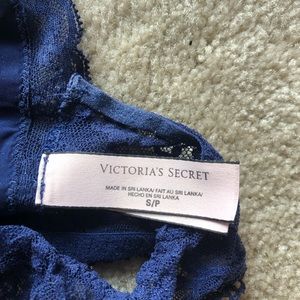 VICTORIA'S SECRET
MADE IN SRI LANKA/ FAIT AU SRI LANKA/
HECHO EN SRI LANKA
S/P